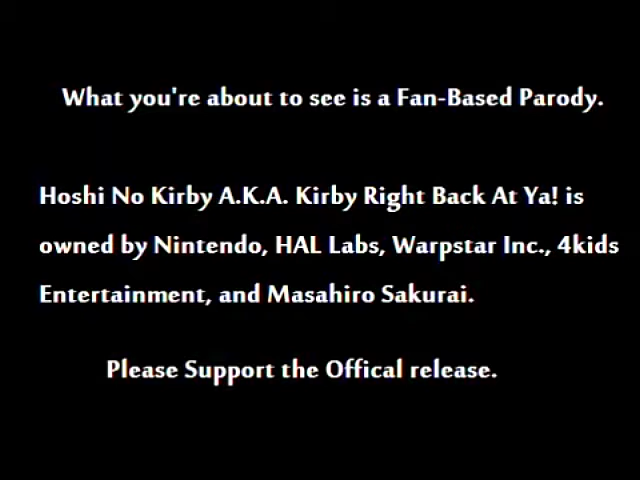 What you're about to see is a Fan-Based Parody.
Hoshi No Kirby A.K.A. Kirby Right Back At Ya! is
owned by Nintendo, HAL Labs, Warpstar Inc., 4kids
Entertainment, and Masahiro Sakurai.
Please Support the Offical release.